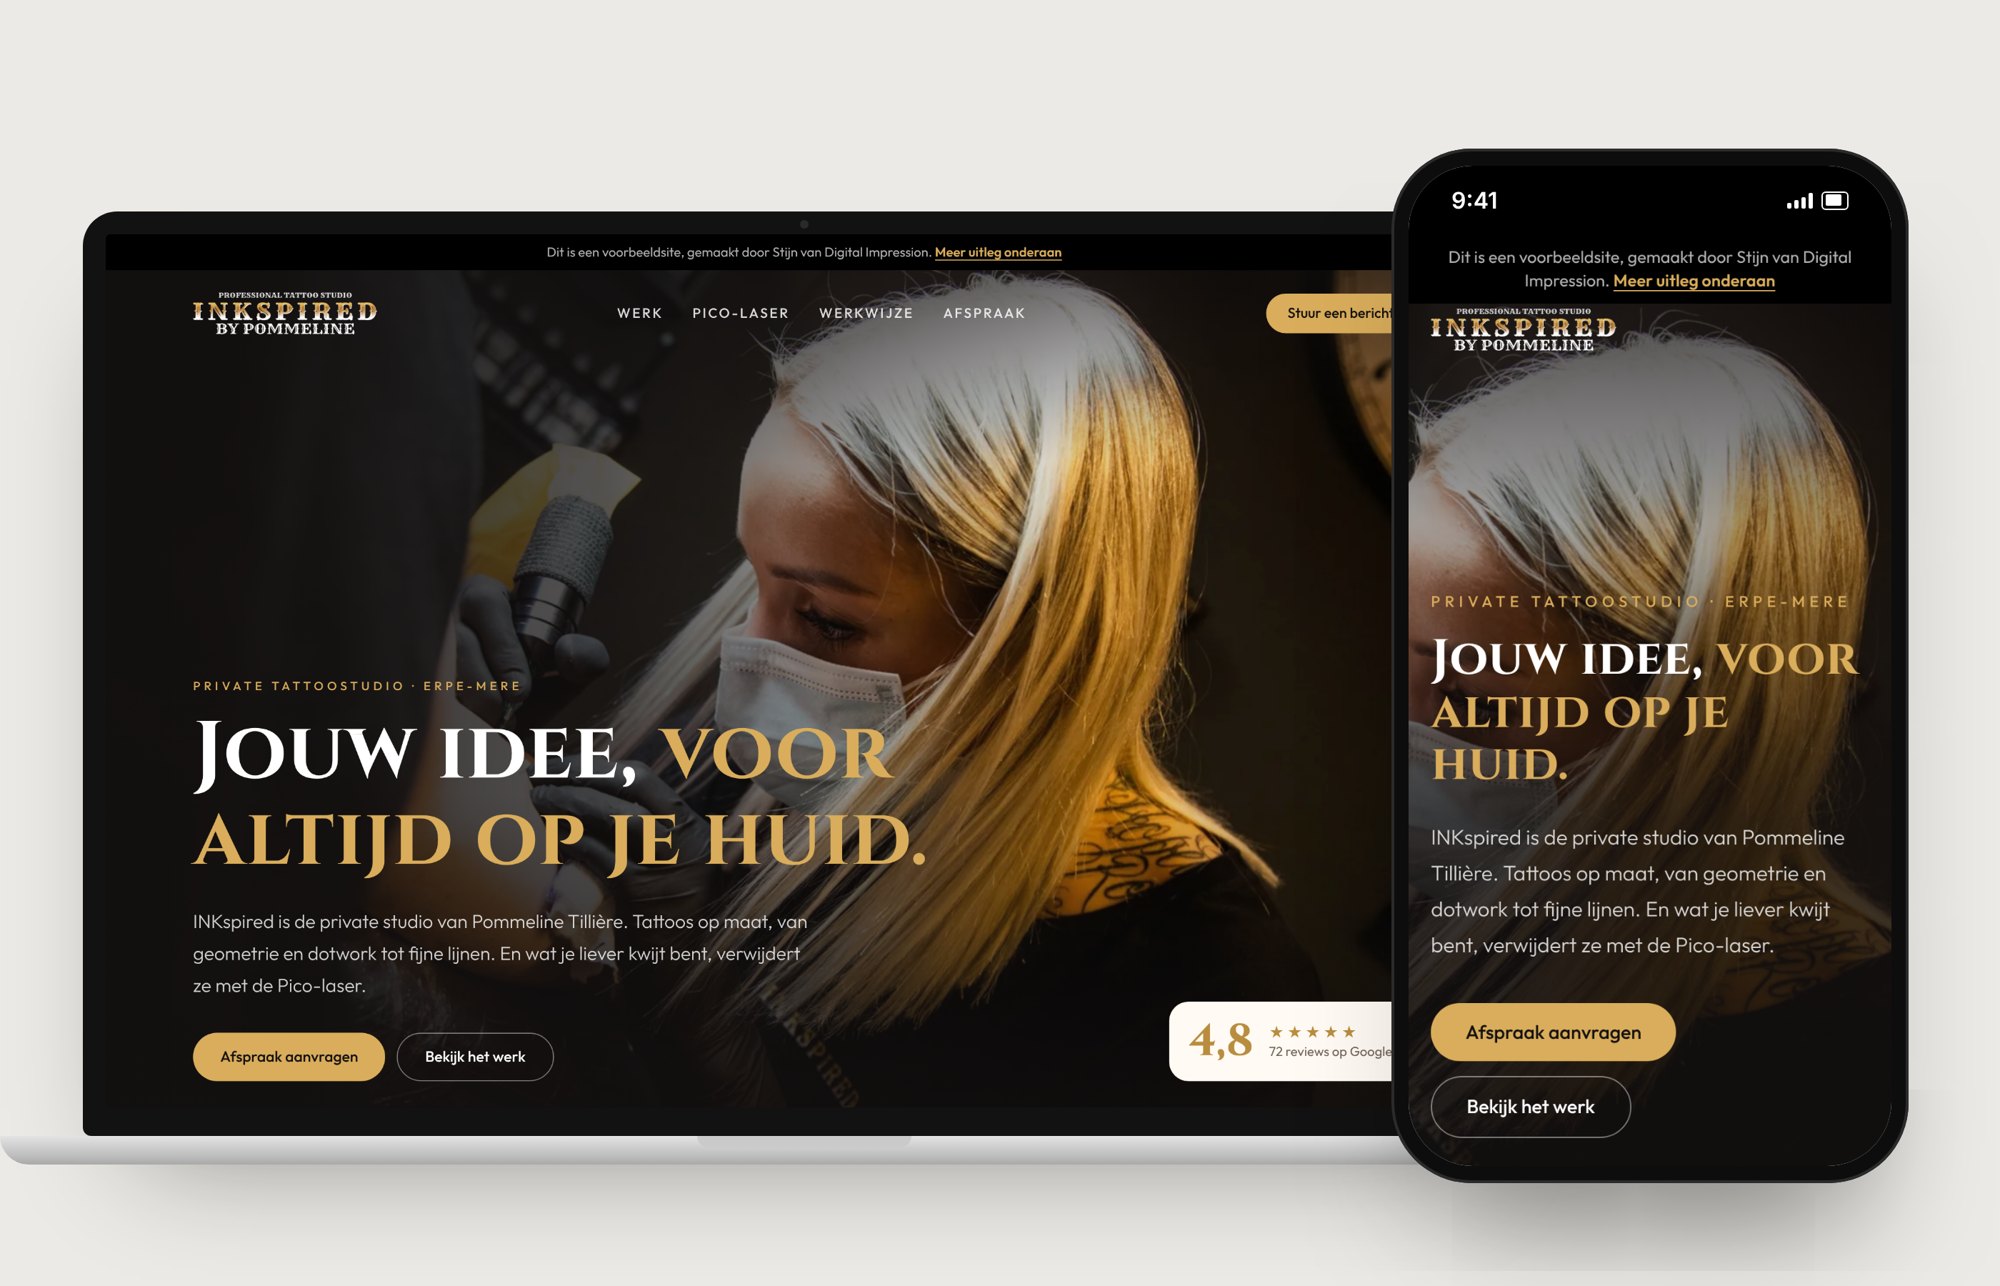 Dit is een voorbeeldsite, gemaakt door Stijn van Digital Impression. Meer uitleg onderaan
PROFESSIONAL TATTOO STUDIO
INKSPIRED
BY POMMELINE
WERK PICO-LASER WERKWIJZE AFSPRAAK
Stuur een bericht
PRIVATE TATTOOSTUDIO · ERPE-MERE
JOUW IDEE, VOOR
ALTIJD OP JE HUID.
INKspired is de private studio van Pommeline Tillière. Tattoos op maat, van
geometrie en dotwork tot fijne lijnen. En wat je liever kwijt bent, verwijdert
ze met de Pico-laser.
Afspraak aanvragen Bekijk het werk
4,8 ★★★★★
72 reviews op Google
INKSPIRED
9:41
Dit is een voorbeeldsite, gemaakt door Stijn van Digital
Impression. Meer uitleg onderaan
PROFESSIONAL TATTOO STUDIO
INKSPIRED
BY POMMELINE
PRIVATE TATTOOSTUDIO · ERPE-MERE
JOUW IDEE, VOOR
ALTIJD OP JE
HUID.
INKspired is de private studio van Pommeline
Tillière. Tattoos op maat, van geometrie en
dotwork tot fijne lijnen. En wat je liever kwijt
bent, verwijdert ze met de Pico-laser.
Afspraak aanvragen
Bekijk het werk